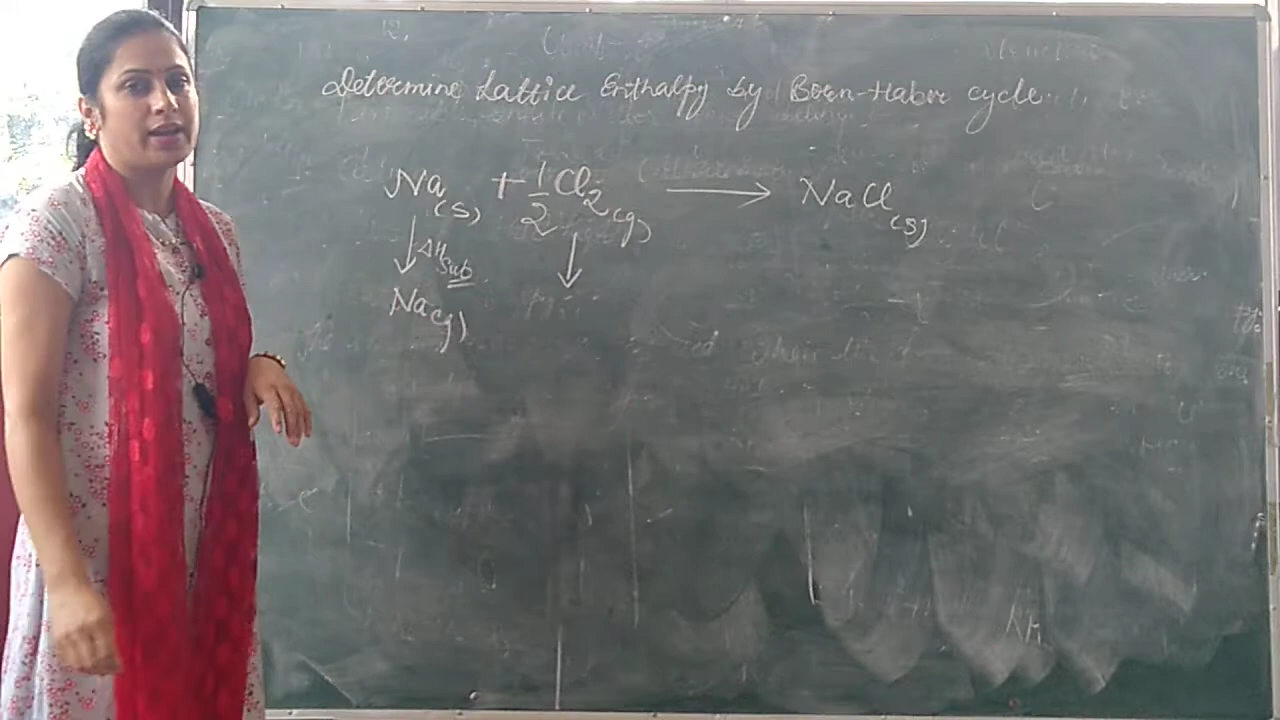 Determine Lattice Enthalpy by Born-Haber cycle
Na(s) + 1/2 Cl2(g) → NaCl(s)
↓ ΔHsub ↓
Na(g)